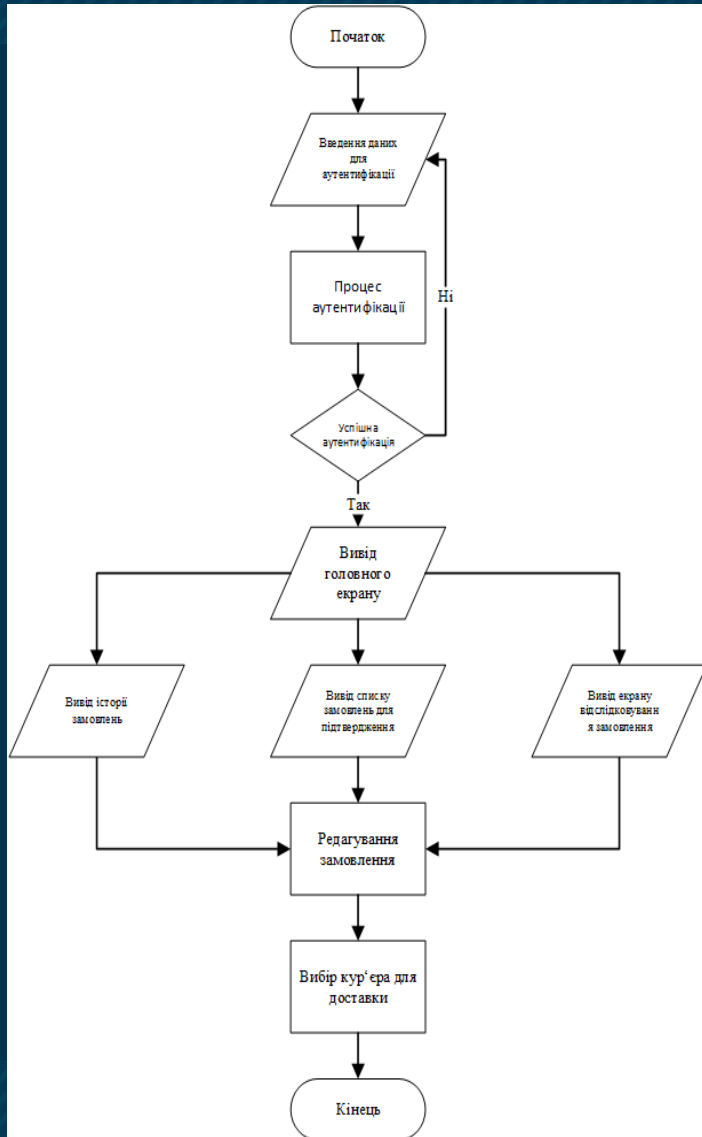 Початок
Введення даних
для
аутентифікації
Процес
аутентифікації
Ні
Успішна
аутентифікація
Так
Вивід
головного
екрану
Вивід історії
замовлень
Вивід списку
замовлень для
підтвердження
Вивід екрану
відслідковуванн
я замовлення
Редагування
замовлення
Вибір кур‘єра для
доставки
Кінець